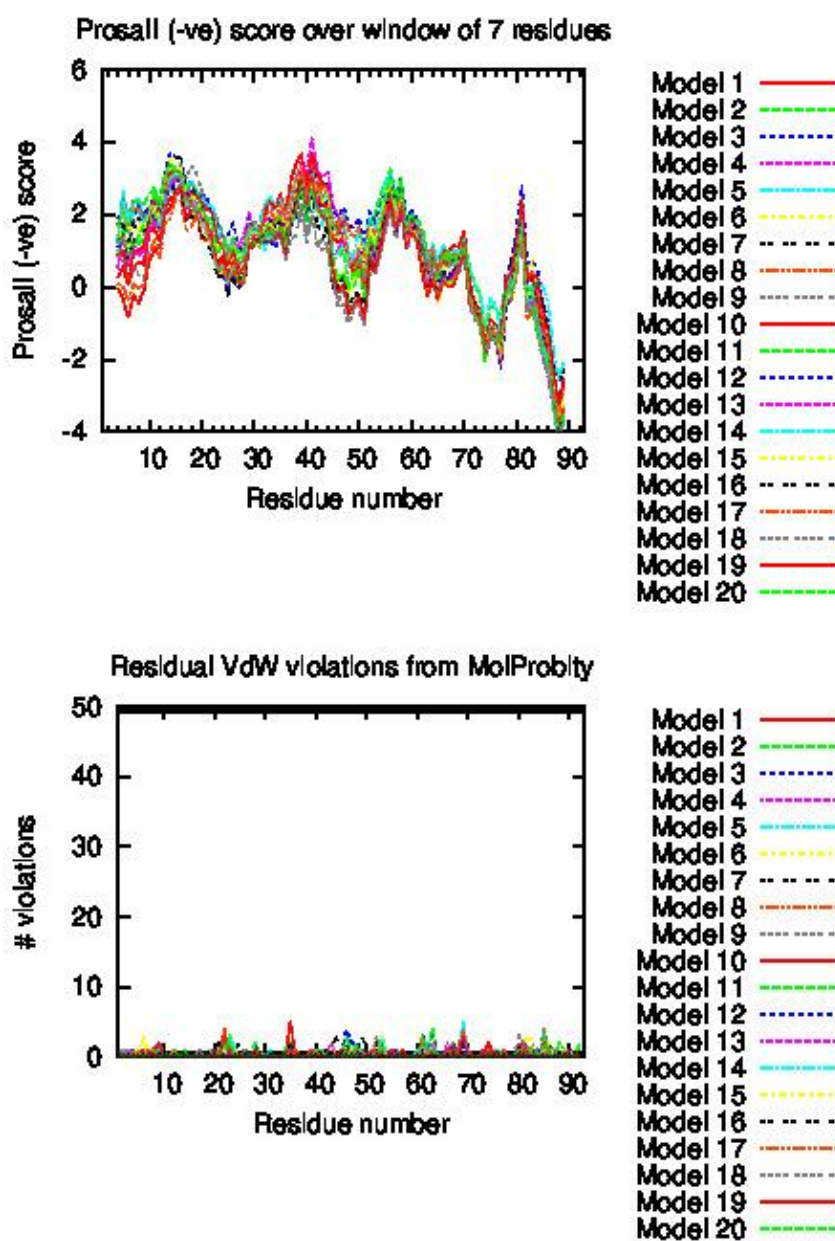 ProsaII (-ve) score over window of 7 residues
6
4
2
0
-2
-4
ProsaII (-ve) score
10 20 30 40 50 60 70 80 90
Residue number
Model 1
Model 2
Model 3
Model 4
Model 5
Model 6
Model 7
Model 8
Model 9
Model 10
Model 11
Model 12
Model 13
Model 14
Model 15
Model 16
Model 17
Model 18
Model 19
Model 20
Residual VdW violations from MolProbity
50
40
30
20
10
0
# violations
10 20 30 40 50 60 70 80 90
Residue number
Model 1
Model 2
Model 3
Model 4
Model 5
Model 6
Model 7
Model 8
Model 9
Model 10
Model 11
Model 12
Model 13
Model 14
Model 15
Model 16
Model 17
Model 18
Model 19
Model 20